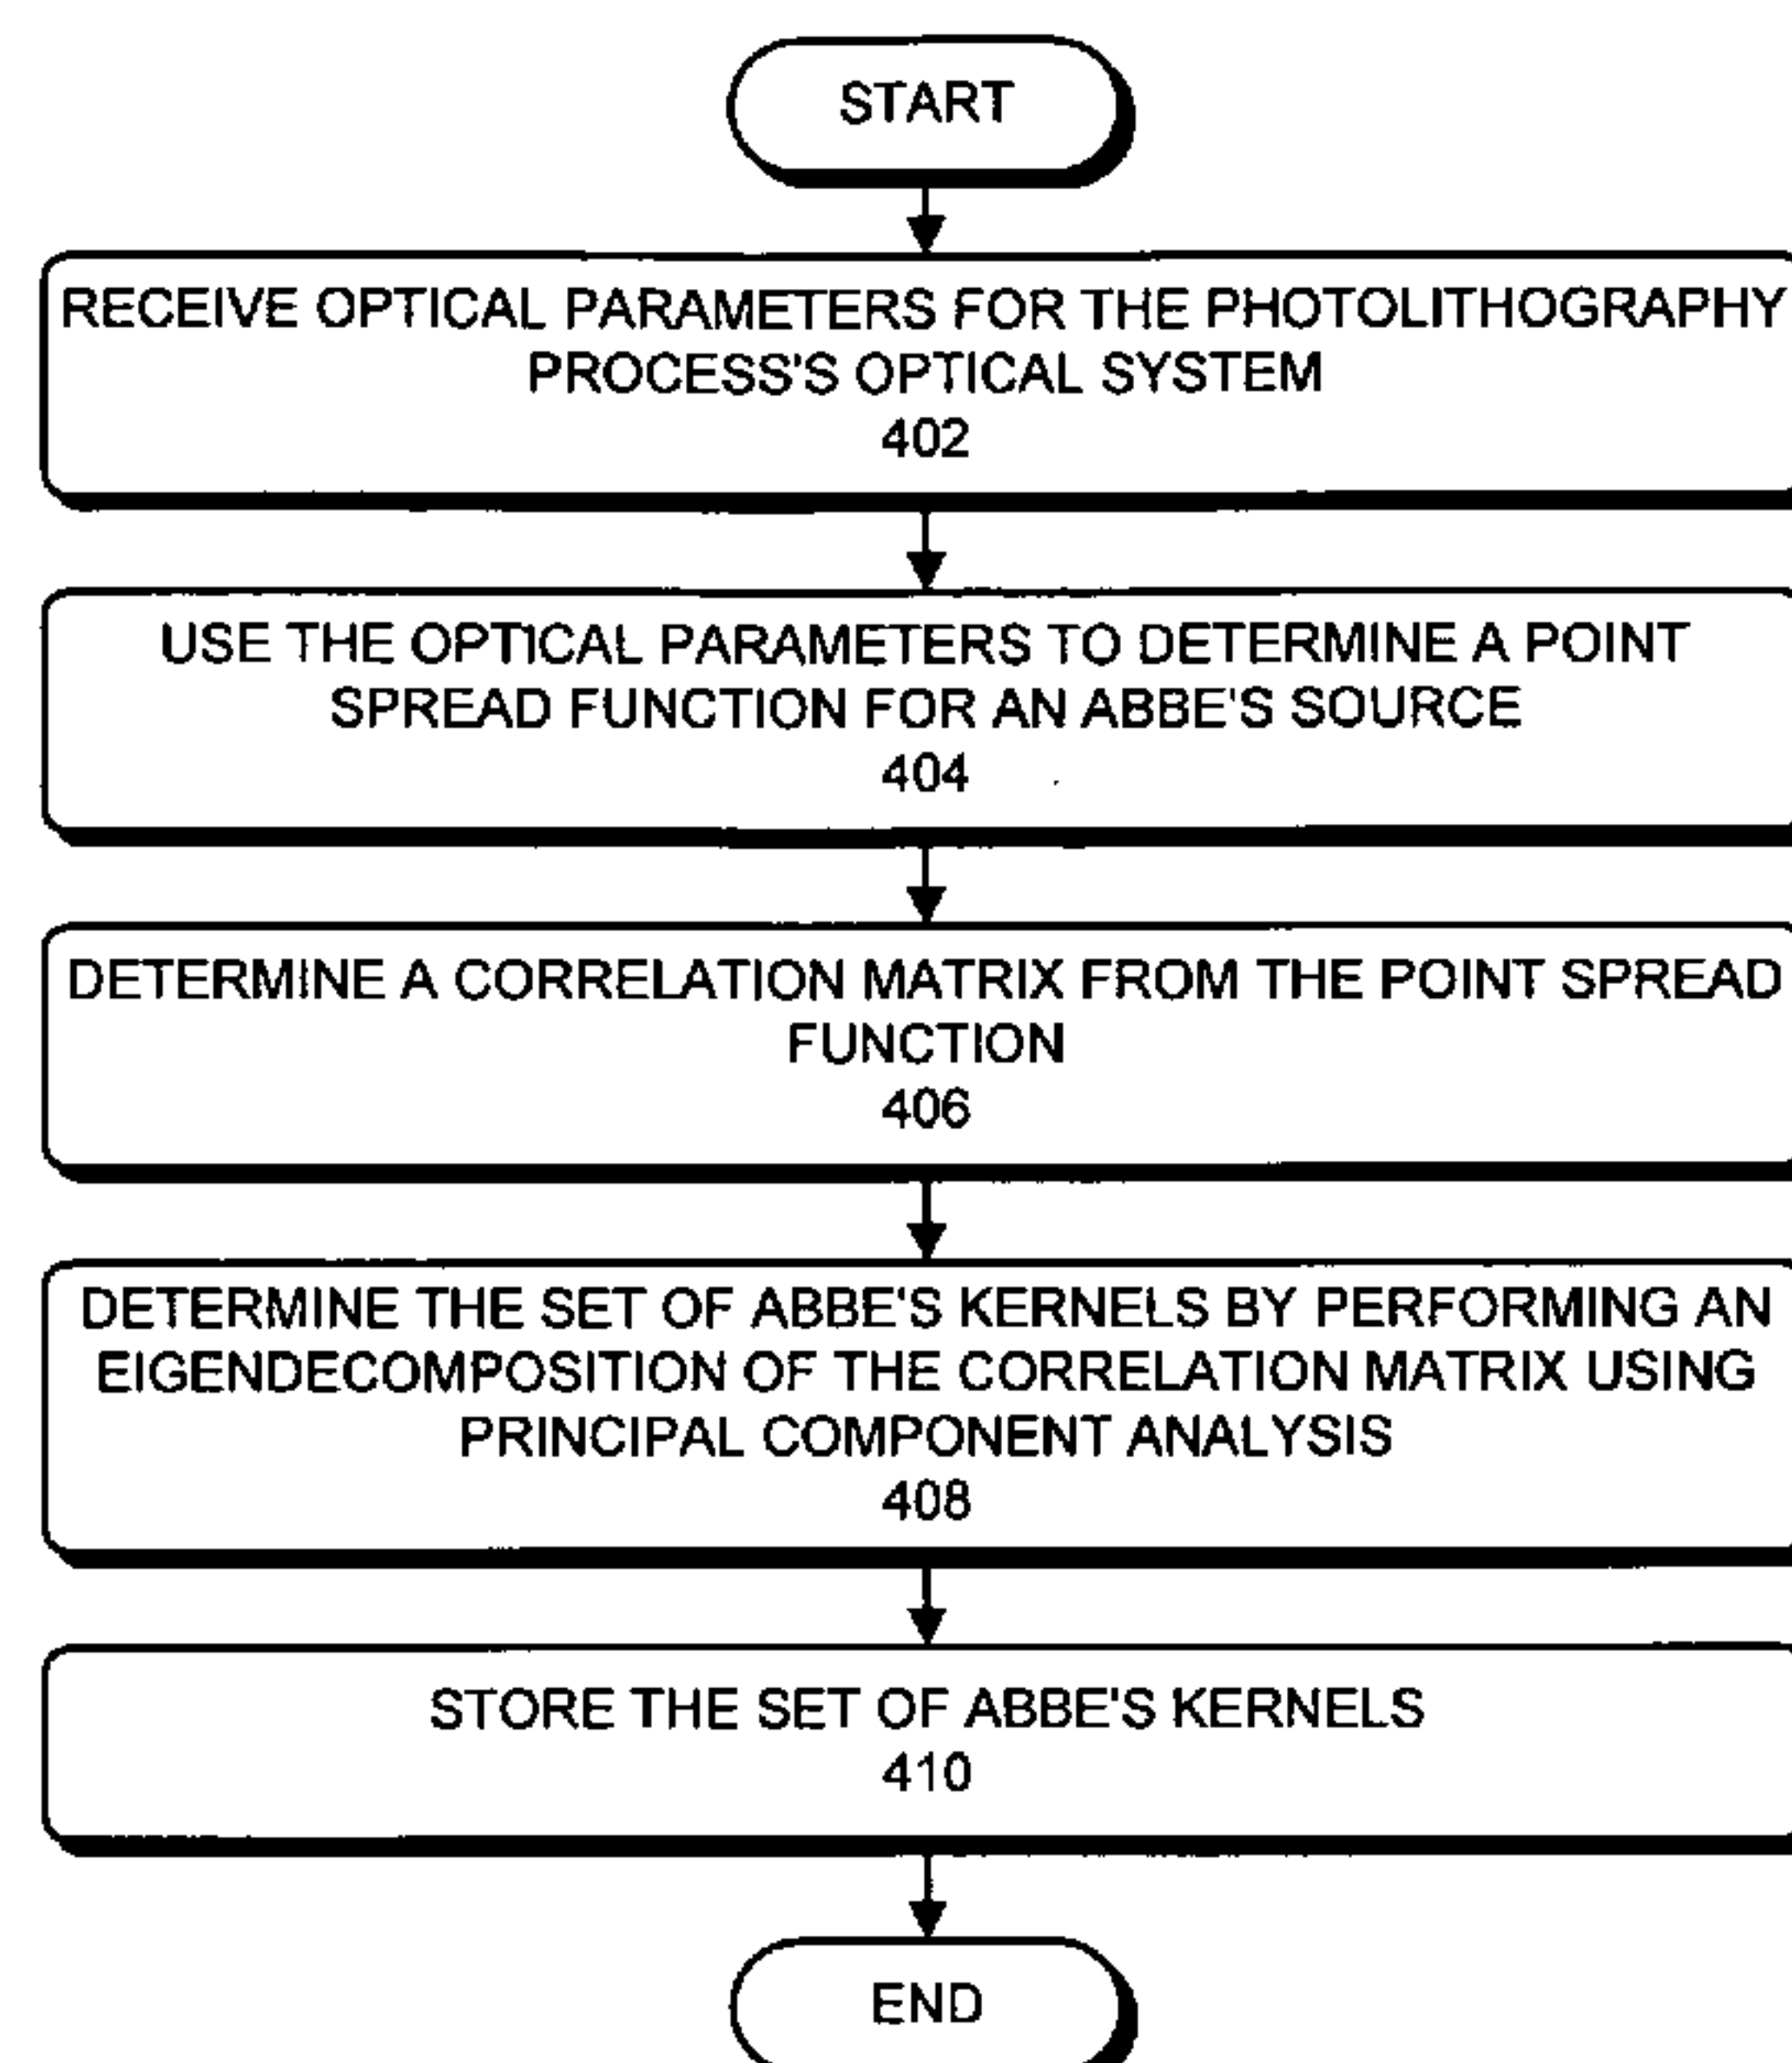 START
RECEIVE OPTICAL PARAMETERS FOR THE PHOTOLITHOGRAPHY
PROCESS'S OPTICAL SYSTEM
402
USE THE OPTICAL PARAMETERS TO DETERMINE A POINT
SPREAD FUNCTION FOR AN ABBE'S SOURCE
404
DETERMINE A CORRELATION MATRIX FROM THE POINT SPREAD
FUNCTION
406
DETERMINE THE SET OF ABBE'S KERNELS BY PERFORMING AN
EIGENDECOMPOSITION OF THE CORRELATION MATRIX USING
PRINCIPAL COMPONENT ANALYSIS
408
STORE THE SET OF ABBE'S KERNELS
410
END